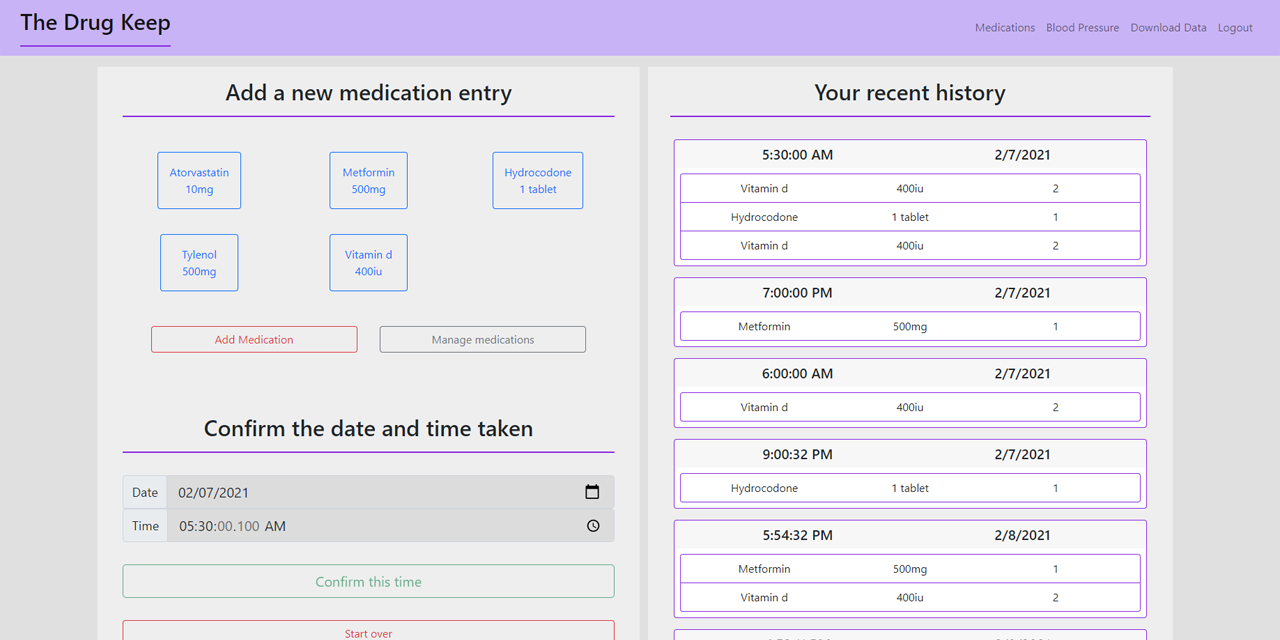 The Drug Keep
Medications Blood Pressure Download Data Logout
Add a new medication entry
Atorvastatin
10mg
Metformin
500mg
Hydrocodone
1 tablet
Tylenol
500mg
Vitamin d
400iu
Add Medication
Manage medications
Confirm the date and time taken
Date 02/07/2021
Time 05:30:00.100 AM
Confirm this time
Start over
Your recent history
5:30:00 AM 2/7/2021
Vitamin d 400iu 2
Hydrocodone 1 tablet 1
Vitamin d 400iu 2
7:00:00 PM 2/7/2021
Metformin 500mg 1
6:00:00 AM 2/7/2021
Vitamin d 400iu 2
9:00:32 PM 2/7/2021
Hydrocodone 1 tablet 1
5:54:32 PM 2/8/2021
Metformin 500mg 1
Vitamin d 400iu 2